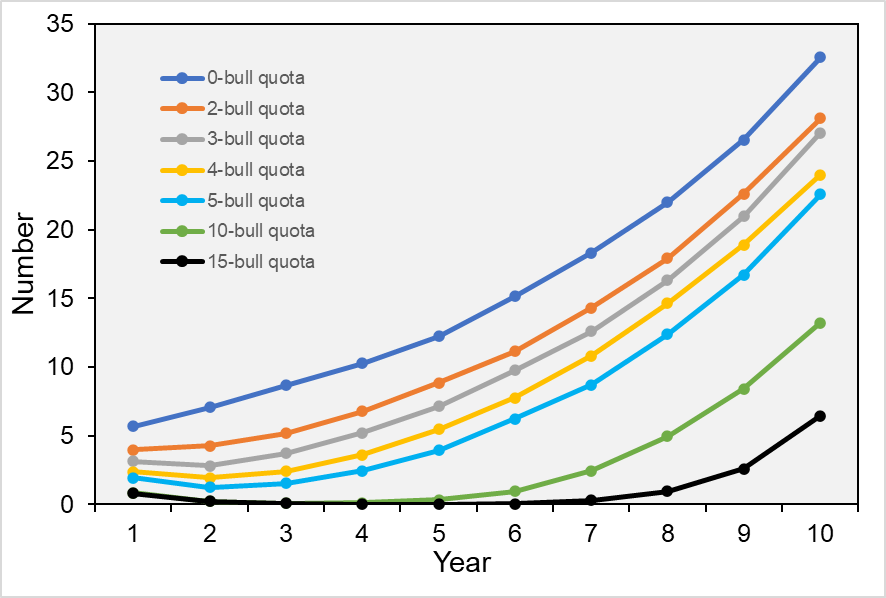 35
30
25
20
15
10
5
0
Number
0-bull quota
2-bull quota
3-bull quota
4-bull quota
5-bull quota
10-bull quota
15-bull quota
1 2 3 4 5 6 7 8 9 10
Year